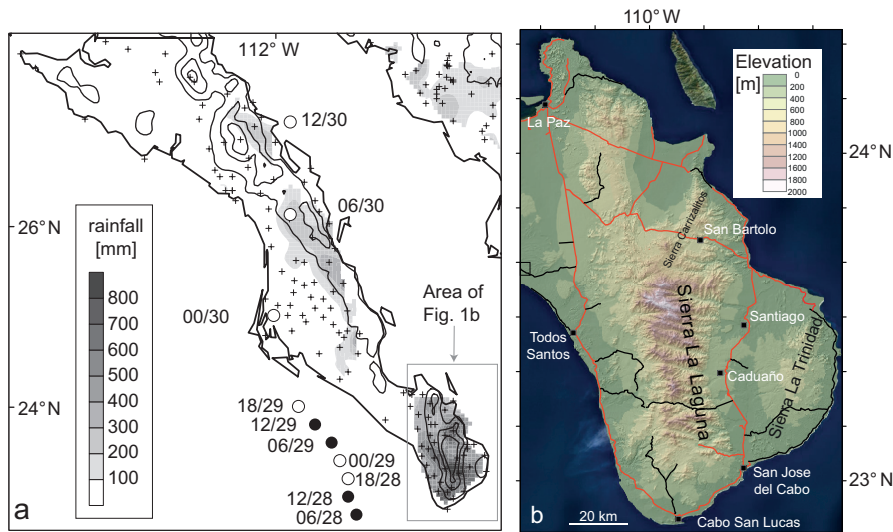 112°W
12/30
06/30
26°N
rainfall
[mm]
800
700
600
500
400
300
200
100
00/30
Area of
Fig. 1b
24°N
18/29
12/29
06/29
00/29
18/28
12/28
06/28
a
110°W
Elevation
[m]
0
200
400
600
800
1000
1200
1400
1600
1800
2000
La Paz
24°N
Sierra Carrizalitos
San Bartolo
Sierra La Laguna
Santiago
Todos
Santos
Sierra La Trinidad
Caduaño
23°N
San Jose
del Cabo
b
20 km
Cabo San Lucas